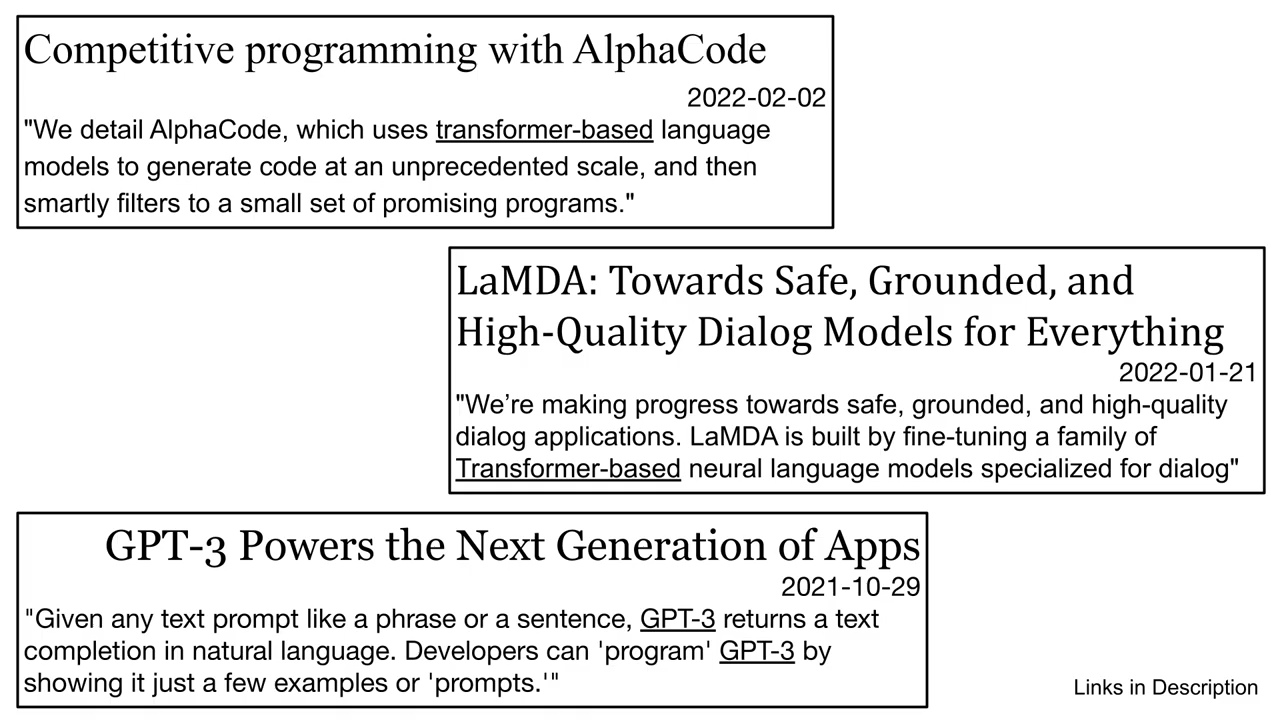 Competitive programming with AlphaCode
2022-02-02
"We detail AlphaCode, which uses transformer-based language
models to generate code at an unprecedented scale, and then
smartly filters to a small set of promising programs."
LaMDA: Towards Safe, Grounded, and
High-Quality Dialog Models for Everything
2022-01-21
"We’re making progress towards safe, grounded, and high-quality
dialog applications. LaMDA is built by fine-tuning a family of
Transformer-based neural language models specialized for dialog"
GPT-3 Powers the Next Generation of Apps
2021-10-29
"Given any text prompt like a phrase or a sentence, GPT-3 returns a text
completion in natural language. Developers can 'program' GPT-3 by
showing it just a few examples or 'prompts.'"
Links in Description